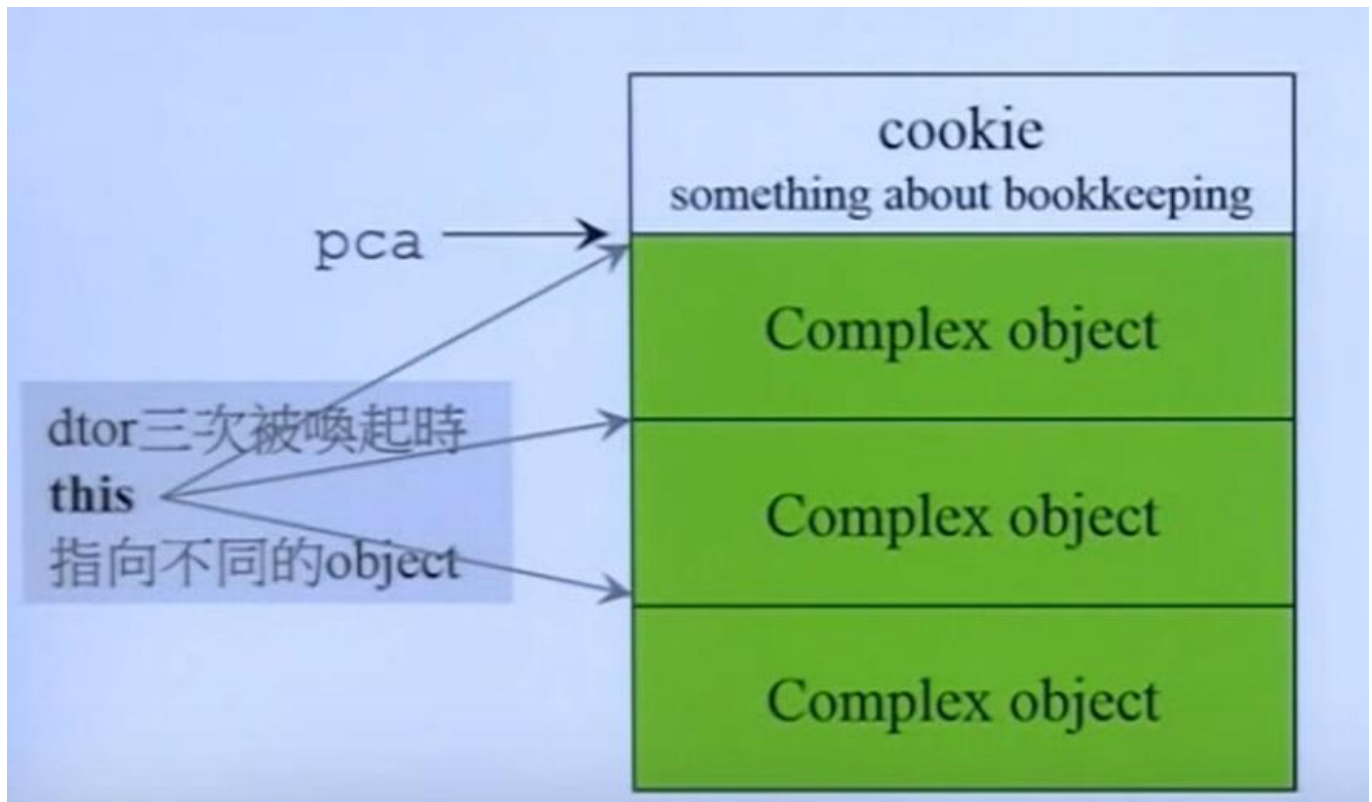 cookie
something about bookkeeping
pca
Complex object
dtor三次被喚起時
this
指向不同的object
Complex object
Complex object